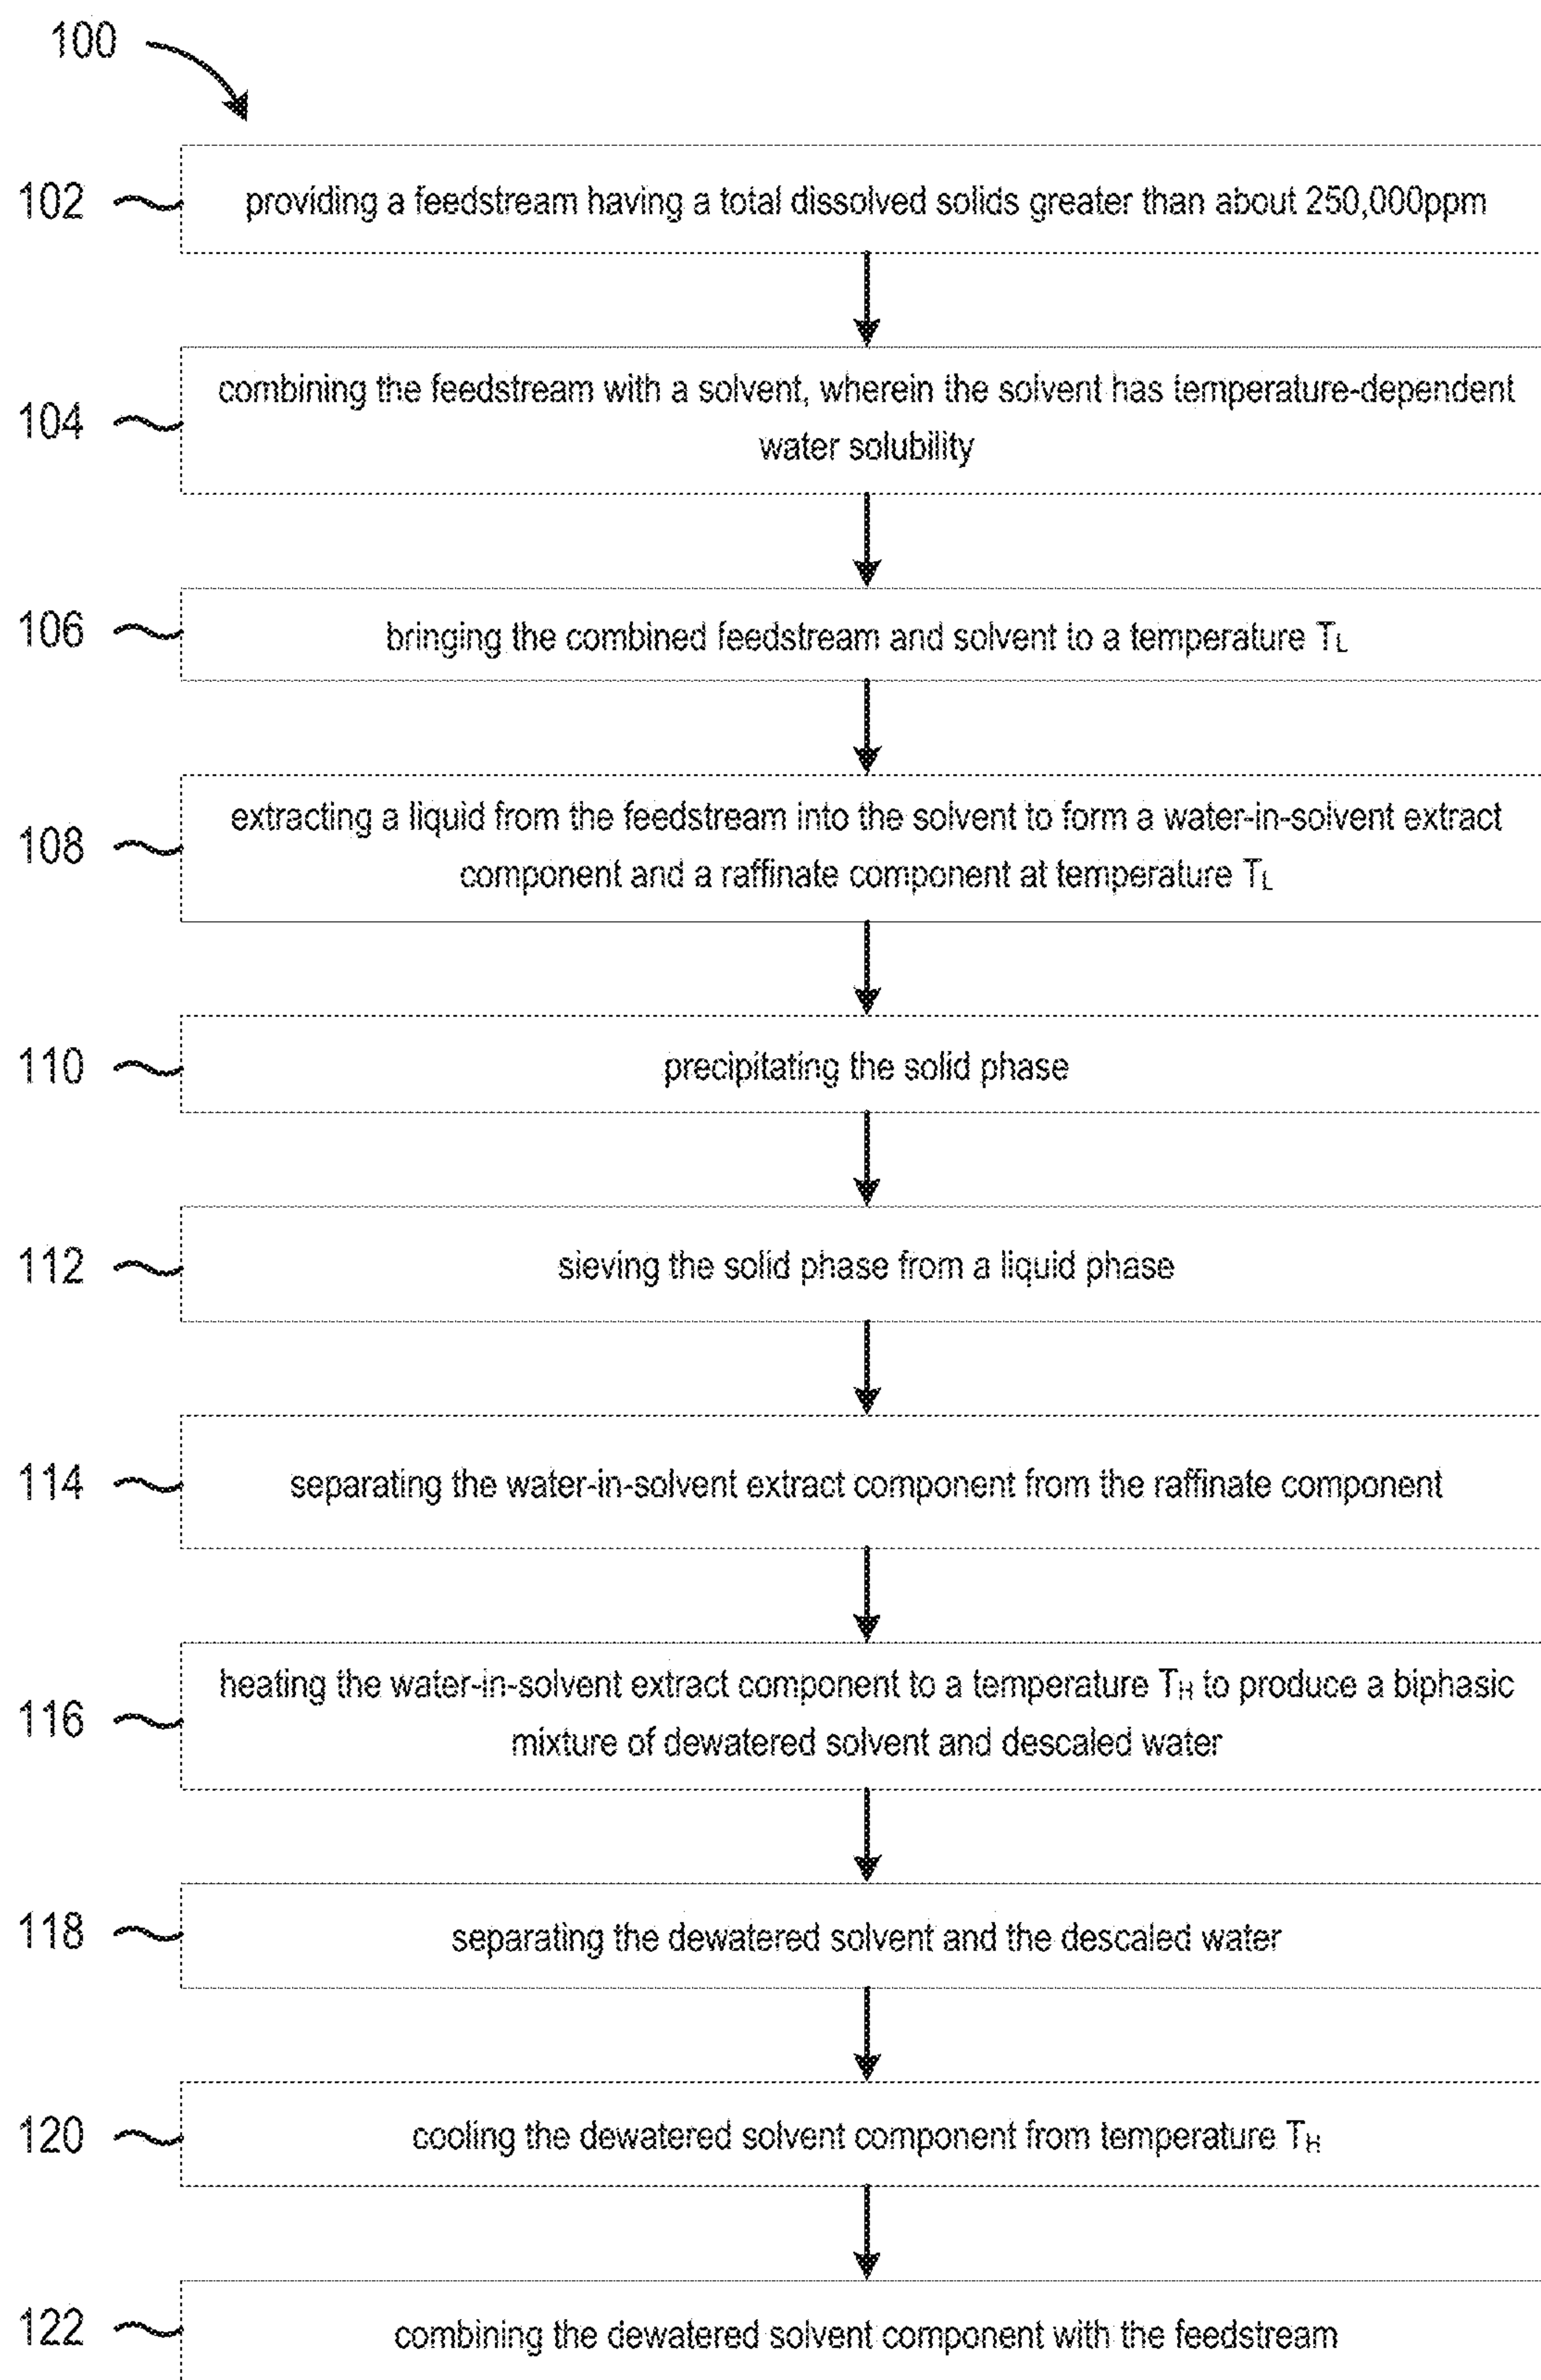 100
102
providing a feedstream having a total dissolved solids greater than about 250,000ppm
104
combining the feedstream with a solvent, wherein the solvent has temperature-dependent
water solubility
106
bringing the combined feedstream and solvent to a temperature TL
108
extracting a liquid from the feedstream into the solvent to form a water-in-solvent extract
component and a raffinate component at temperature TL
110
precipitating the solid phase
112
sieving the solid phase from a liquid phase
114
separating the water-in-solvent extract component from the raffinate component
116
heating the water-in-solvent extract component to a temperature TH to produce a biphasic
mixture of dewatered solvent and descaled water
118
separating the dewatered solvent and the descaled water
120
cooling the dewatered solvent component from temperature TH
122
combining the dewatered solvent component with the feedstream